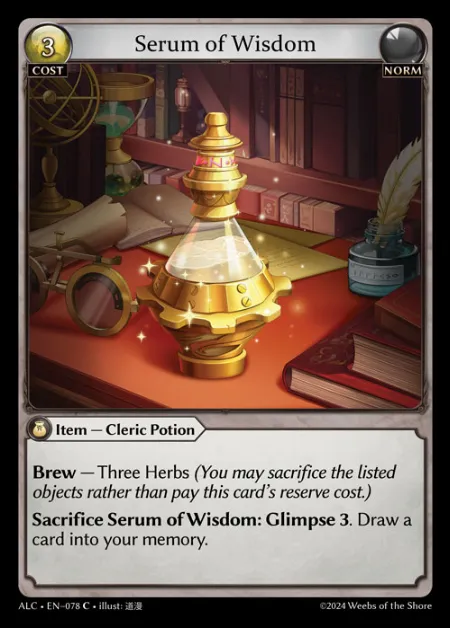 3
Serum of Wisdom
COST
NORM
Item — Cleric Potion
Brew — Three Herbs (You may sacrifice the listed
objects rather than pay this card's reserve cost.)
Sacrifice Serum of Wisdom: Glimpse 3. Draw a
card into your memory.
ALC • EN–078 C • illust: 道漫
©2024 Weebs of the Shore